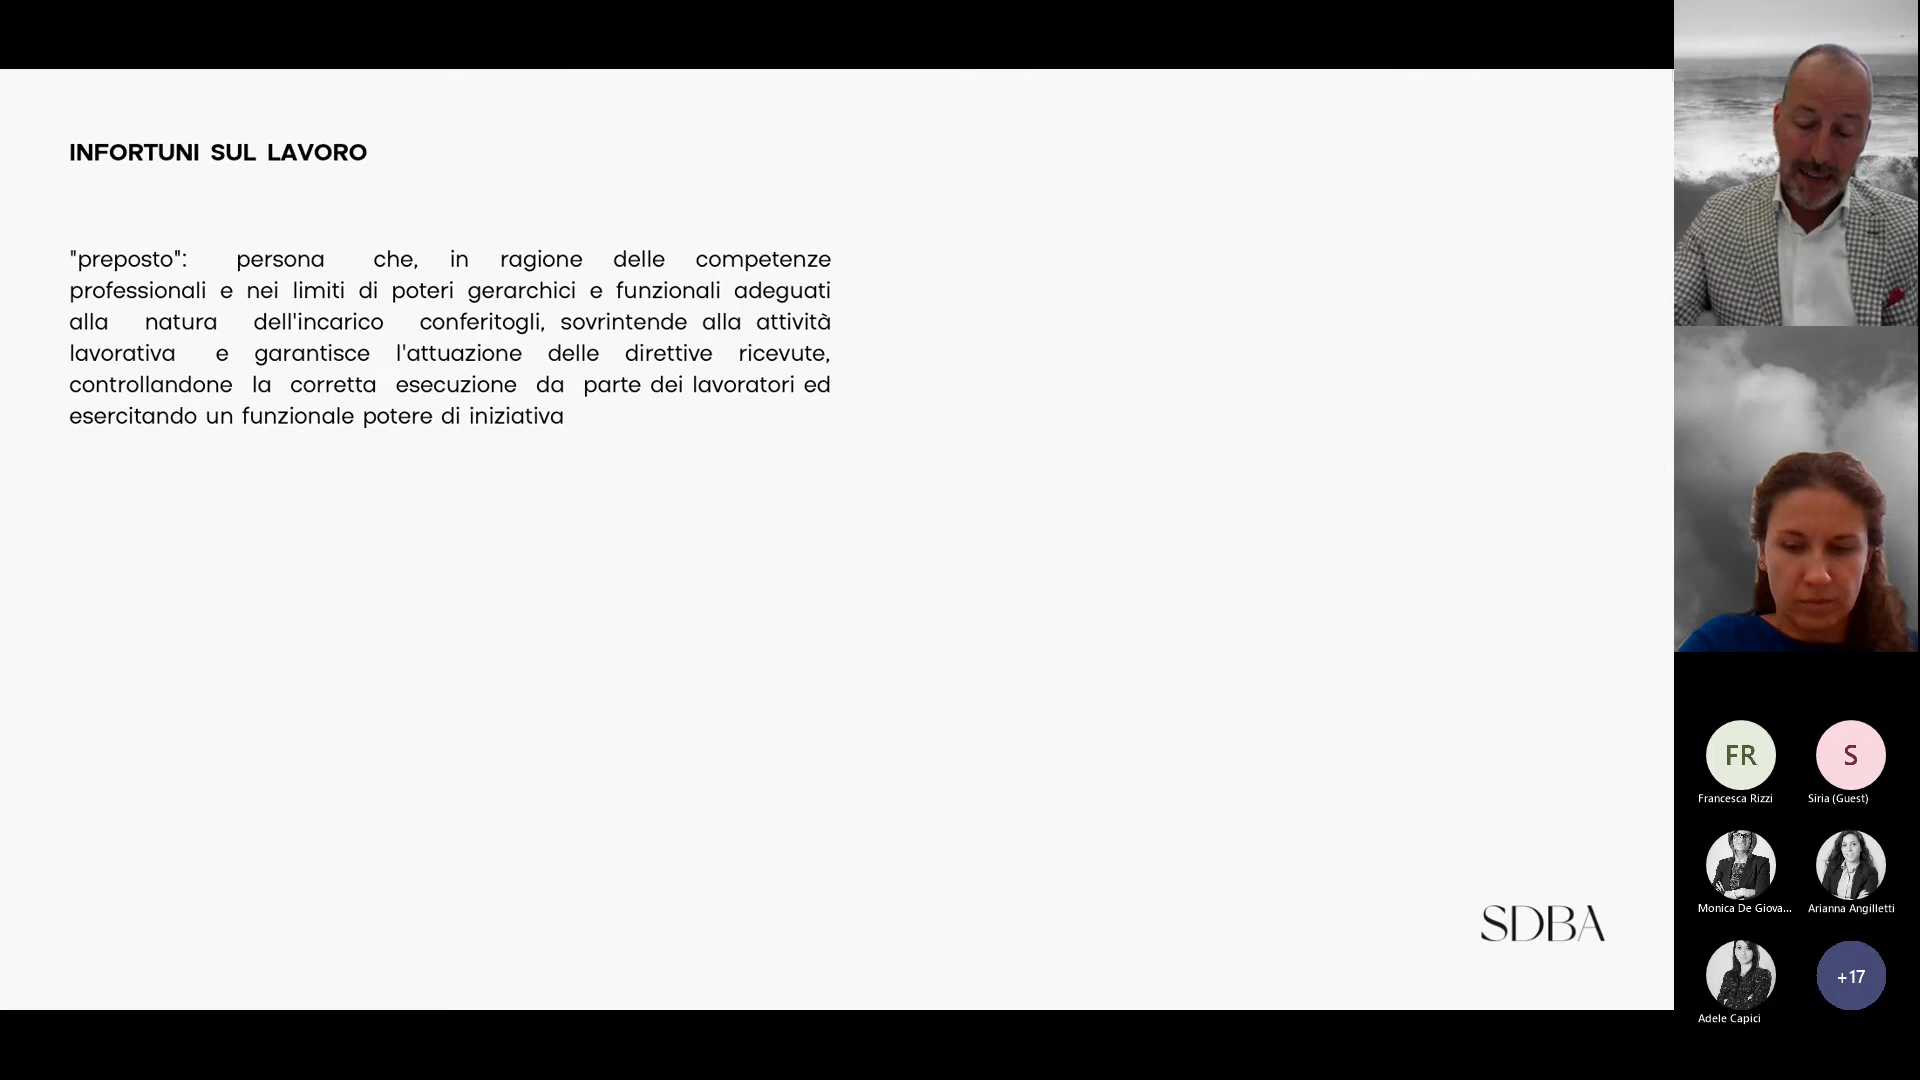 INFORTUNI SUL LAVORO
"preposto": persona che, in ragione delle competenze
professionali e nei limiti di poteri gerarchici e funzionali adeguati
alla natura dell'incarico conferitogli, sovrintende alla attività
lavorativa e garantisce l'attuazione delle direttive ricevute,
controllandone la corretta esecuzione da parte dei lavoratori ed
esercitando un funzionale potere di iniziativa
SDBA
FR
S
Francesca Rizzi
Siria (Guest)
Monica De Giova...
Arianna Angilletti
+17
Adele Capici